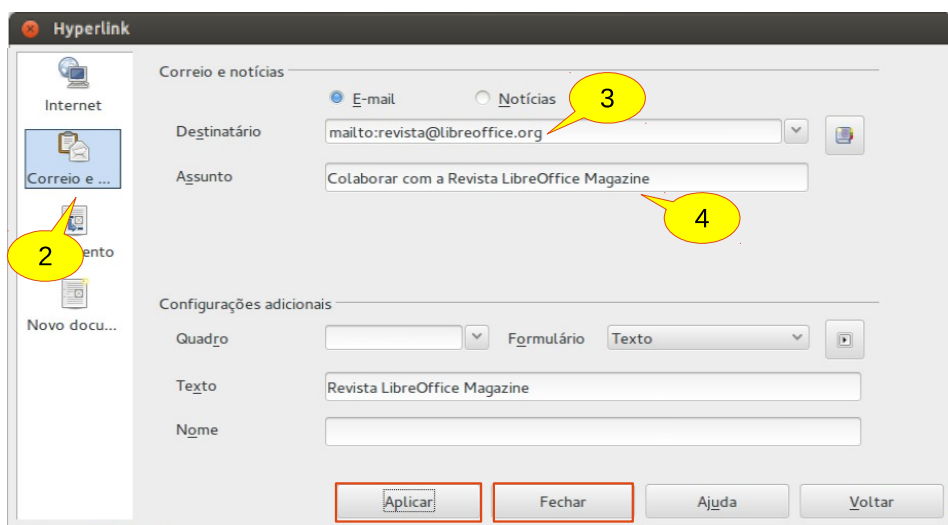 Hyperlink
Internet
Correio e ...
2
ento
Novo docu...
Correio e notícias
E-mail
Notícias
3
Destinatário
mailto:revista@libreoffice.org
Assunto
Colaborar com a Revista LibreOffice Magazine
4
Configurações adicionais
Quadro
Formulário
Texto
Texto
Revista LibreOffice Magazine
Nome
Aplicar
Fechar
Ajuda
Voltar